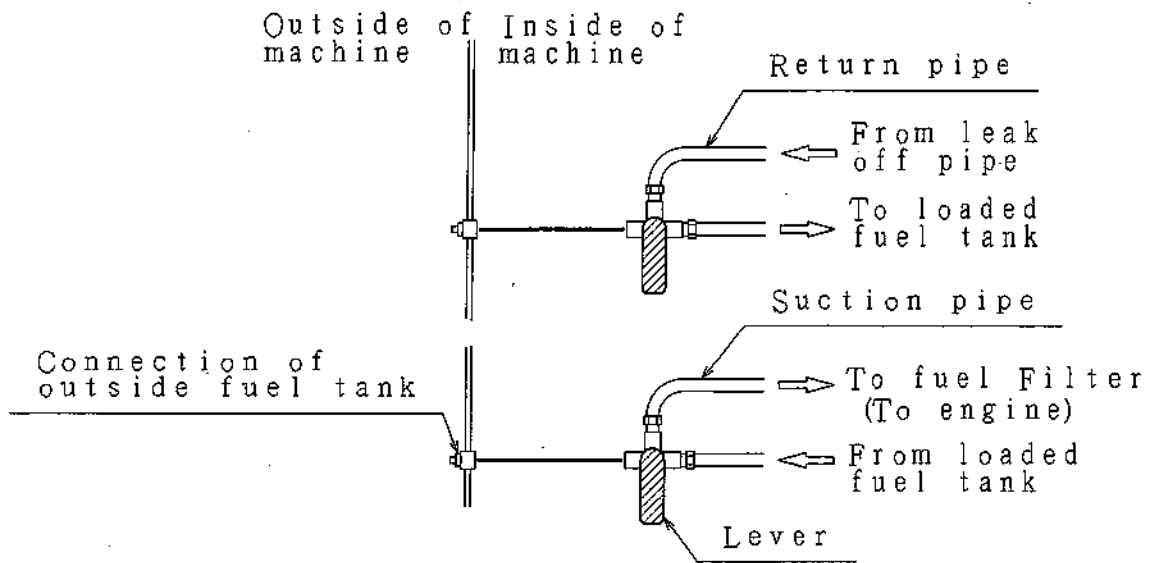 Outside of Inside of
machine machine
Return pipe
From leak
off pipe
To loaded
fuel tank
Suction pipe
Connection of
outside fuel tank
To fuel Filter
(To engine)
From loaded
fuel tank
Lever